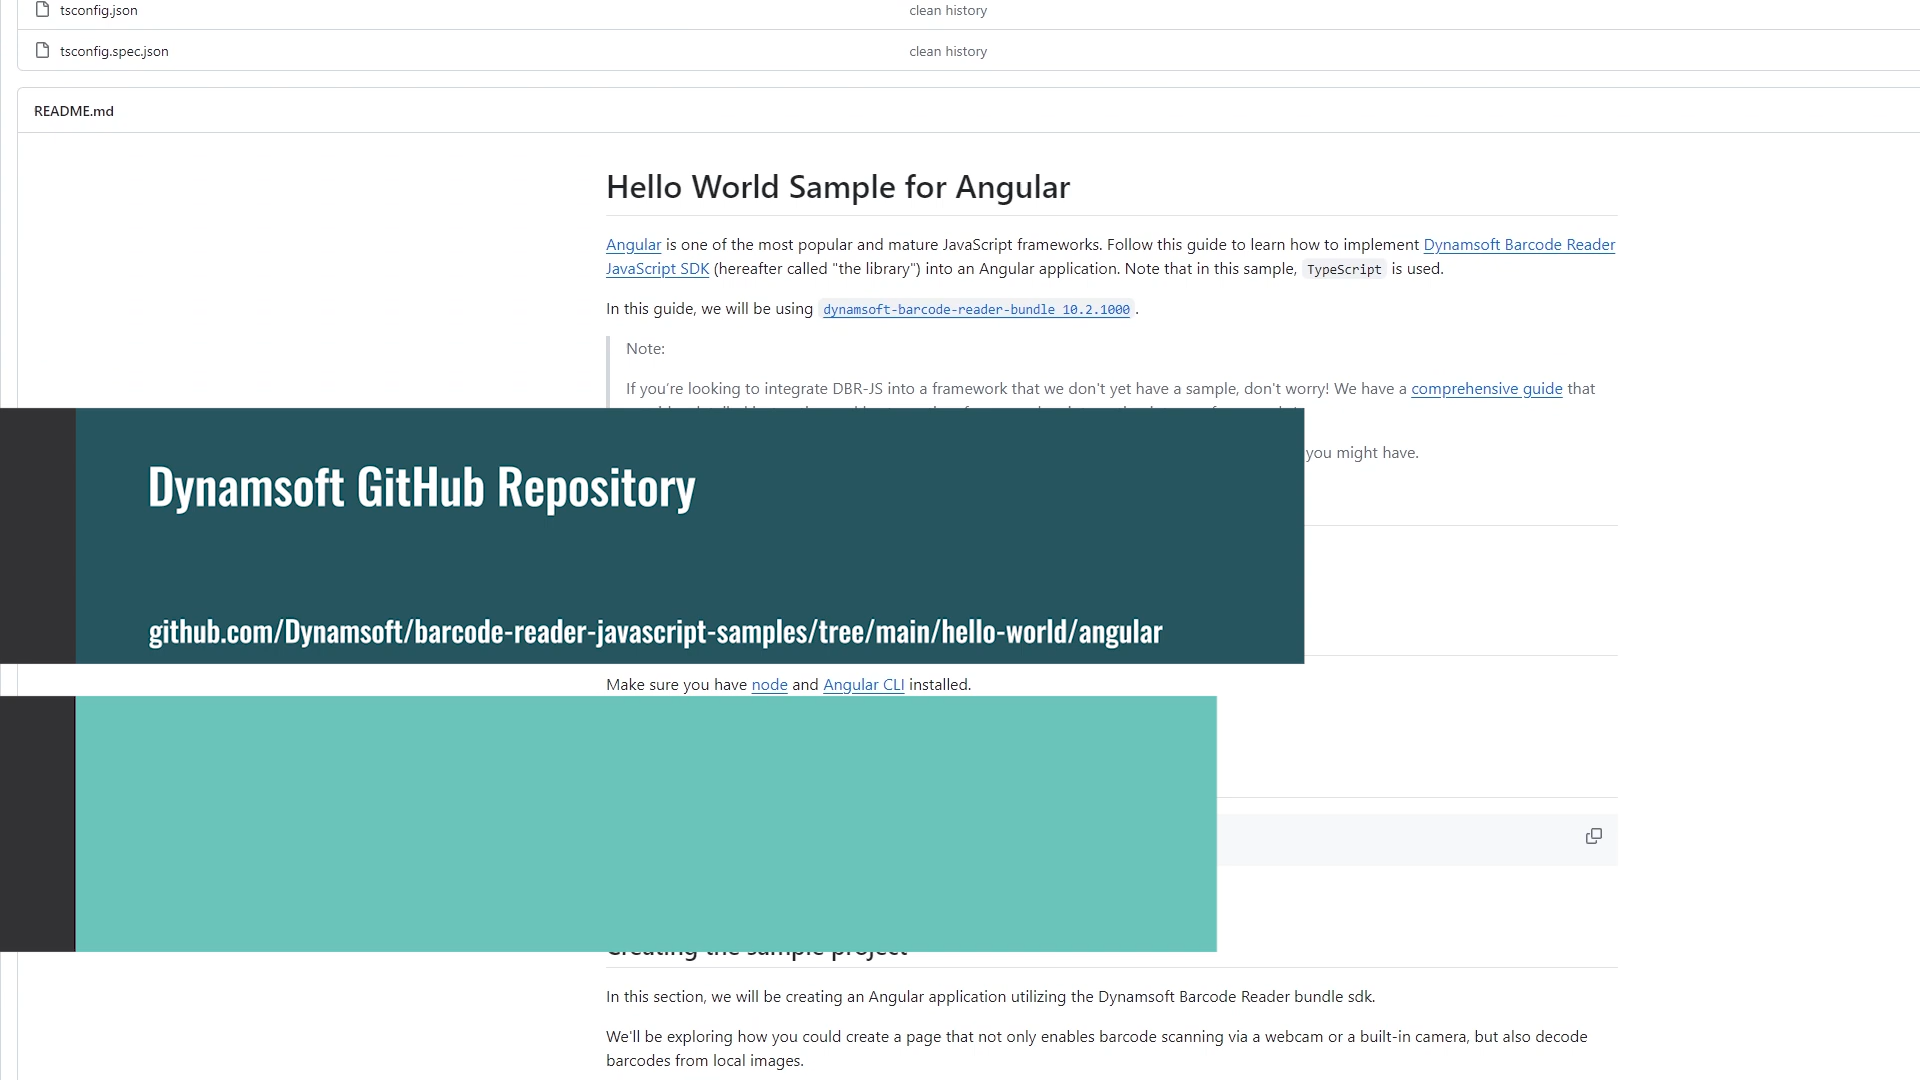 tsconfig.json clean history
tsconfig.spec.json clean history
README.md
Hello World Sample for Angular
Angular is one of the most popular and mature JavaScript frameworks. Follow this guide to learn how to implement Dynamsoft Barcode Reader
JavaScript SDK (hereafter called "the library") into an Angular application. Note that in this sample, TypeScript is used.
In this guide, we will be using dynamsoft-barcode-reader-bundle 10.2.1000 .
Note:
If you’re looking to integrate DBR-JS into a framework that we don't yet have a sample, don't worry! We have a comprehensive guide that
you might have.
Dynamsoft GitHub Repository
github.com/Dynamsoft/barcode-reader-javascript-samples/tree/main/hello-world/angular
Make sure you have node and Angular CLI installed.
Creating the sample project
In this section, we will be creating an Angular application utilizing the Dynamsoft Barcode Reader bundle sdk.
We'll be exploring how you could create a page that not only enables barcode scanning via a webcam or a built-in camera, but also decode
barcodes from local images.